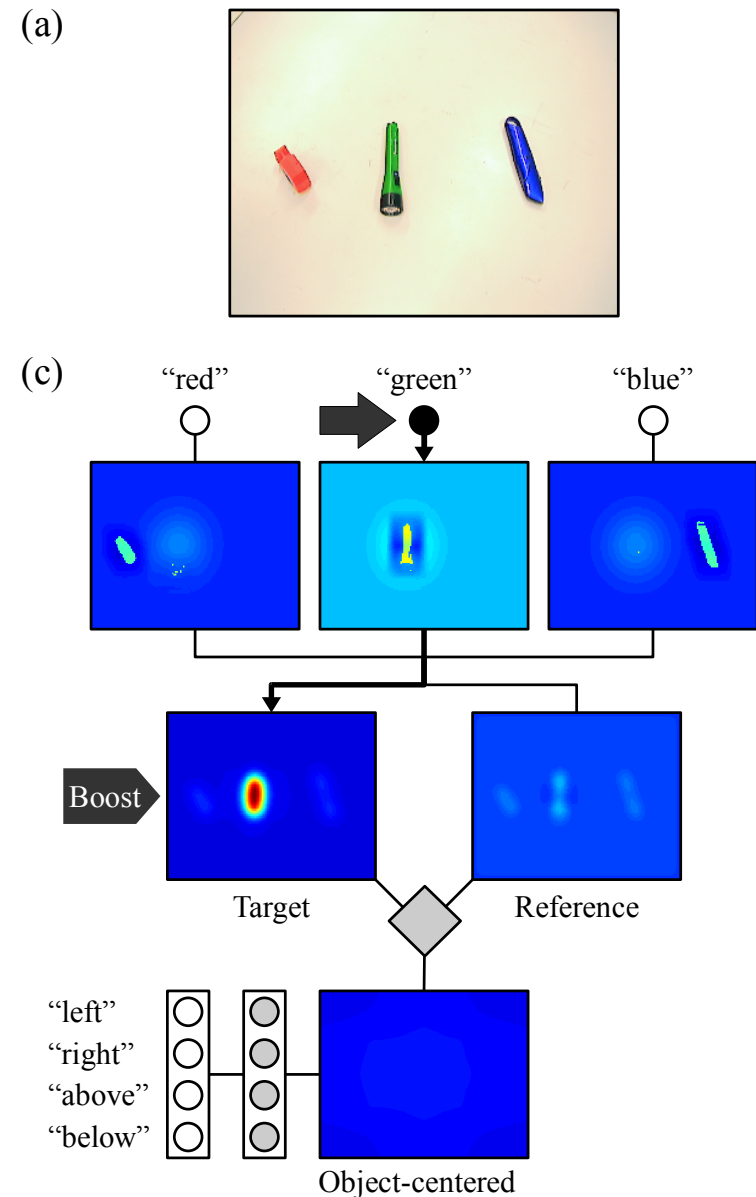 (a)
(c)
“red” “green” “blue”
Boost
Target Reference
“left”
“right”
“above”
“below”
Object-centered